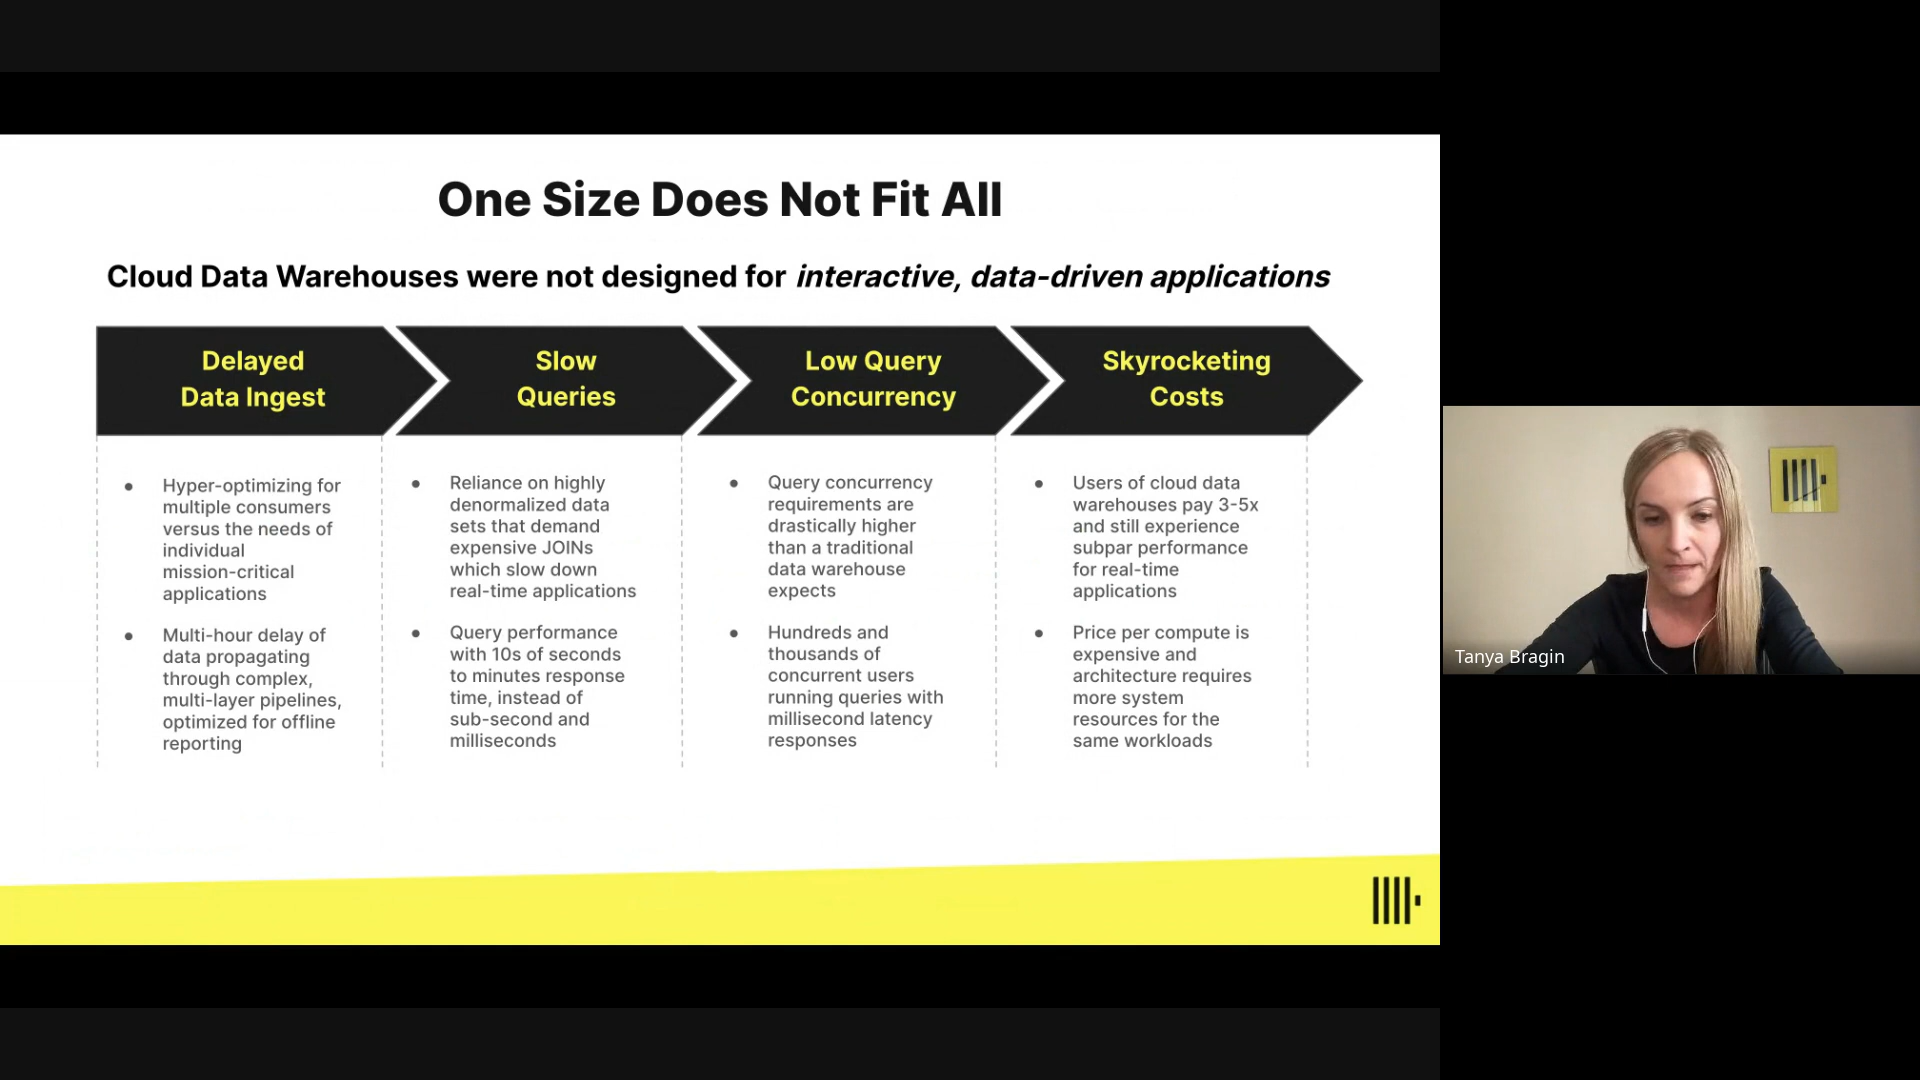 One Size Does Not Fit All
Cloud Data Warehouses were not designed for interactive, data-driven applications
Delayed
Data Ingest
Slow
Queries
Low Query
Concurrency
Skyrocketing
Costs
Hyper-optimizing for
multiple consumers
versus the needs of
individual
mission-critical
applications
Multi-hour delay of
data propagating
through complex,
multi-layer pipelines,
optimized for offline
reporting
Reliance on highly
denormalized data
sets that demand
expensive JOINs
which slow down
real-time applications
Query performance
with 10s of seconds
to minutes response
time, instead of
sub-second and
milliseconds
Query concurrency
requirements are
drastically higher
than a traditional
data warehouse
expects
Hundreds and
thousands of
concurrent users
running queries with
millisecond latency
responses
Users of cloud data
warehouses pay 3-5x
and still experience
subpar performance
for real-time
applications
Price per compute is
expensive and
architecture requires
more system
resources for the
same workloads
Tanya Bragin